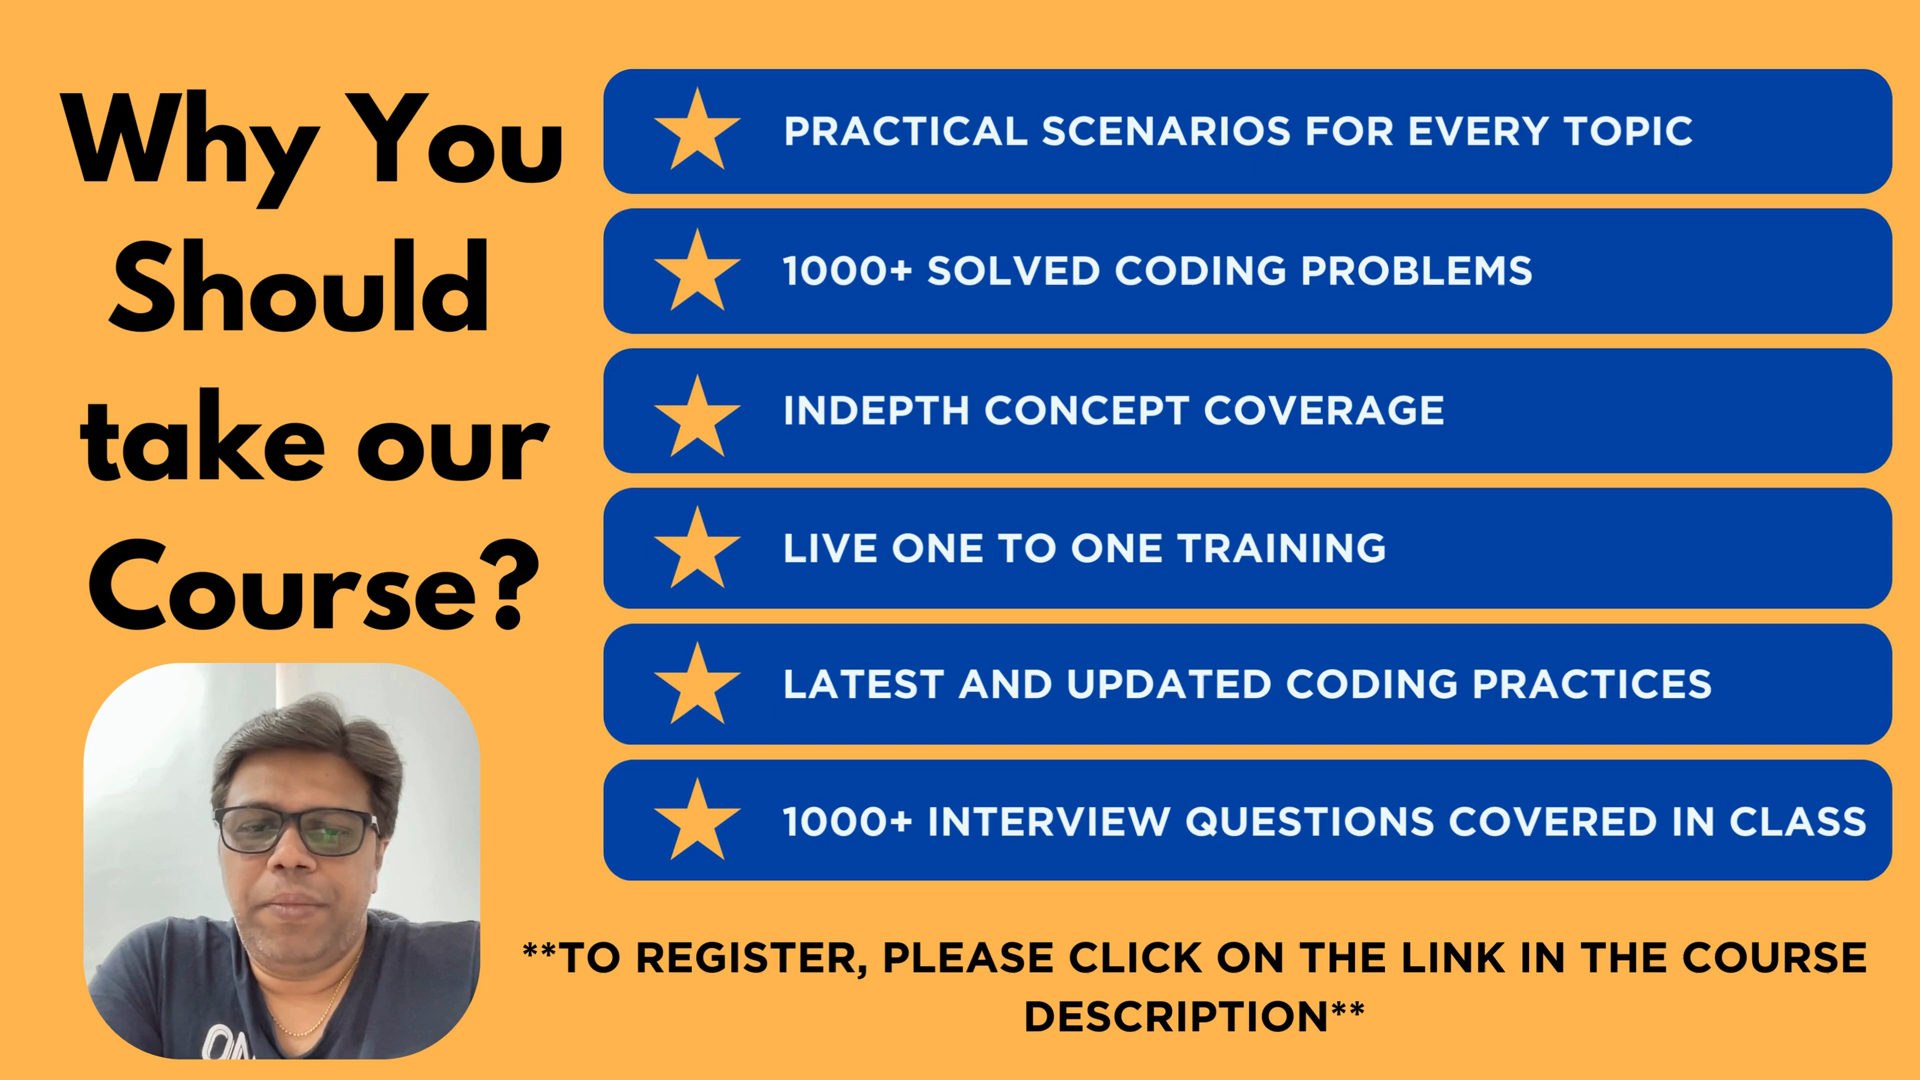 Why You
Should
take our
Course?
PRACTICAL SCENARIOS FOR EVERY TOPIC
1000+ SOLVED CODING PROBLEMS
INDEPTH CONCEPT COVERAGE
LIVE ONE TO ONE TRAINING
LATEST AND UPDATED CODING PRACTICES
1000+ INTERVIEW QUESTIONS COVERED IN CLASS
**TO REGISTER, PLEASE CLICK ON THE LINK IN THE COURSE
DESCRIPTION**